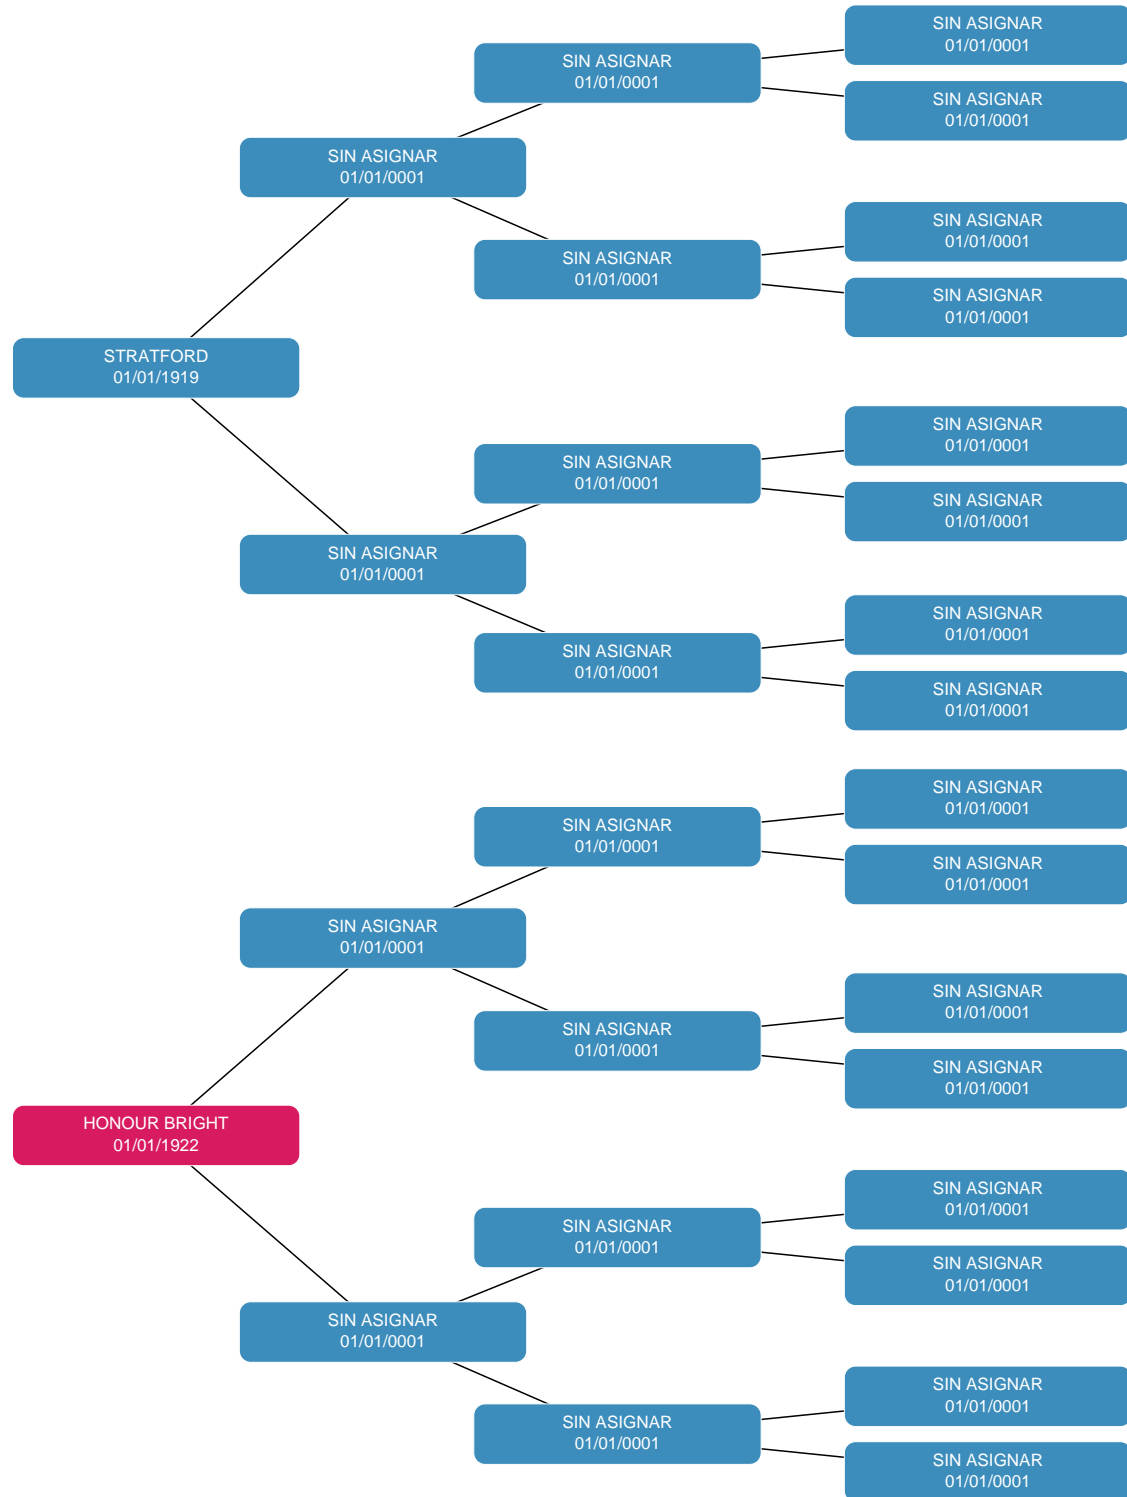 SIN ASIGNAR
01/01/0001
SIN ASIGNAR
01/01/0001
SIN ASIGNAR
01/01/0001
SIN ASIGNAR
01/01/0001
SIN ASIGNAR
01/01/0001
SIN ASIGNAR
01/01/0001
SIN ASIGNAR
01/01/0001
STRATFORD
01/01/1919
SIN ASIGNAR
01/01/0001
SIN ASIGNAR
01/01/0001
SIN ASIGNAR
01/01/0001
SIN ASIGNAR
01/01/0001
SIN ASIGNAR
01/01/0001
SIN ASIGNAR
01/01/0001
SIN ASIGNAR
01/01/0001
SIN ASIGNAR
01/01/0001
SIN ASIGNAR
01/01/0001
SIN ASIGNAR
01/01/0001
SIN ASIGNAR
01/01/0001
SIN ASIGNAR
01/01/0001
SIN ASIGNAR
01/01/0001
SIN ASIGNAR
01/01/0001
HONOUR BRIGHT
01/01/1922
SIN ASIGNAR
01/01/0001
SIN ASIGNAR
01/01/0001
SIN ASIGNAR
01/01/0001
SIN ASIGNAR
01/01/0001
SIN ASIGNAR
01/01/0001
SIN ASIGNAR
01/01/0001
SIN ASIGNAR
01/01/0001